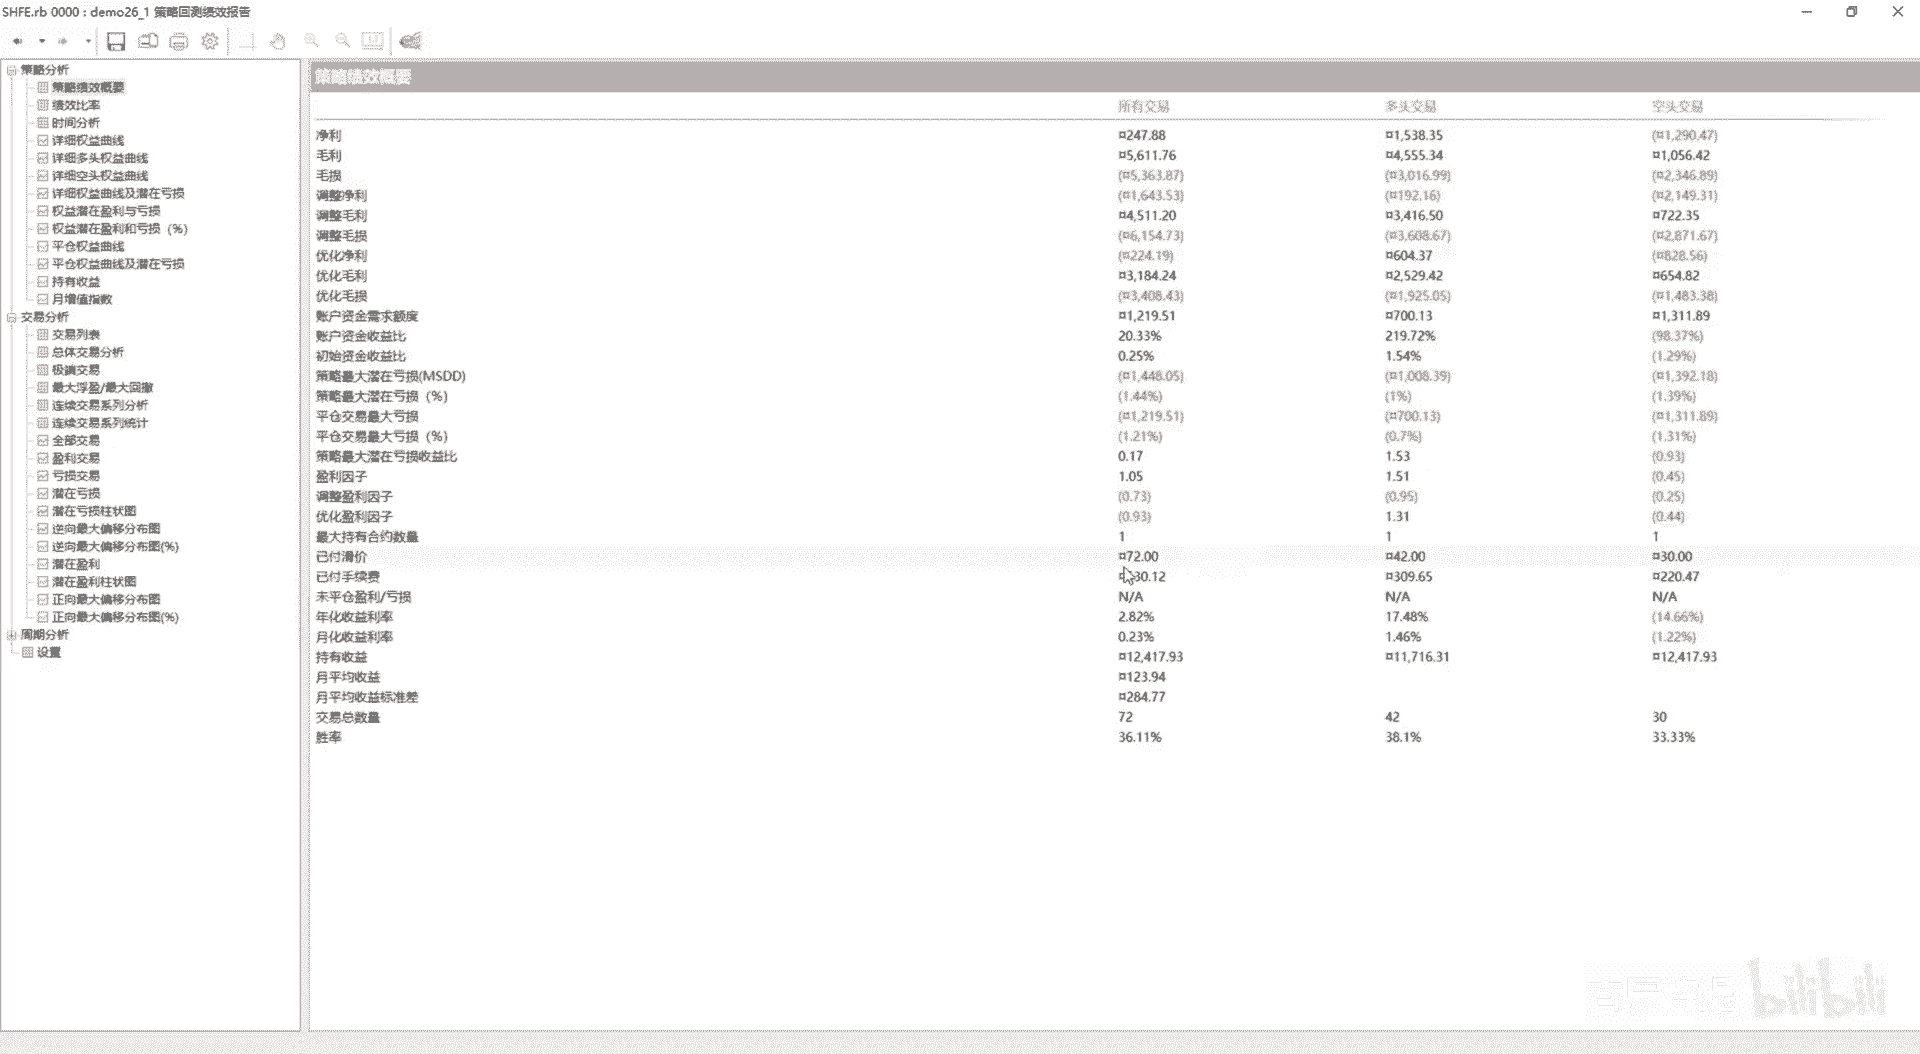 SHFE.rb 0000 : demo26_1 策略回测绩效报告
策略分析
策略绩效概要
绩效比率
时间分析
详细权益曲线
详细多头权益曲线
详细空头权益曲线
详细权益曲线及潜在亏损
权益潜在盈利与亏损
权益潜在盈利和亏损（%）
平仓权益曲线
平仓权益曲线及潜在亏损
持有收益
月增值指数
交易分析
交易列表
总体交易分析
极端交易
最大浮盈/最大回撤
连续交易系列分析
连续交易系列统计
全部交易
盈利交易
亏损交易
潜在亏损
潜在亏损柱状图
逆向最大偏移分布图
逆向最大偏移分布图(%)
潜在盈利
潜在盈利柱状图
正向最大偏移分布图
正向最大偏移分布图(%)
周期分析
设置
策略绩效概要
所有交易 多头交易 空头交易
净利 ¤247.88 ¤1,538.35 (¤1,290.47)
毛利 ¤5,611.76 ¤4,555.34 ¤1,056.42
毛损 (¤5,363.87) (¤3,016.99) (¤2,346.89)
调整净利 (¤1,643.53) (¤192.16) (¤2,149.31)
调整毛利 ¤4,511.20 ¤3,416.50 ¤722.35
调整毛损 (¤6,154.73) (¤3,608.67) (¤2,871.67)
优化净利 (¤224.19) ¤604.37 (¤828.56)
优化毛利 ¤3,184.24 ¤2,529.42 ¤654.82
优化毛损 (¤3,408.43) (¤1,925.05) (¤1,483.38)
账户资金需求额度 ¤1,219.51 ¤700.13 ¤1,311.89
账户资金收益比 20.33% 219.72% (98.37%)
初始资金收益比 0.25% 1.54% (1.29%)
策略最大潜在亏损(MSDD) (¤1,448.05) (¤1,008.39) (¤1,392.18)
策略最大潜在亏损（%） (1.44%) (1%) (1.39%)
平仓交易最大亏损 (¤1,219.51) (¤700.13) (¤1,311.89)
平仓交易最大亏损（%） (1.21%) (0.7%) (1.31%)
策略最大潜在亏损收益比 0.17 1.53 (0.93)
盈利因子 1.05 1.51 (0.45)
调整盈利因子 (0.73) (0.95) (0.25)
优化盈利因子 (0.93) 1.31 (0.44)
最大持有合约数量 1 1 1
已付滑价 ¤72.00 ¤42.00 ¤30.00
已付手续费 30.12 ¤309.65 ¤220.47
未平仓盈利/亏损 N/A N/A N/A
年化收益利率 2.82% 17.48% (14.66%)
月化收益利率 0.23% 1.46% (1.22%)
持有收益 ¤12,417.93 ¤11,716.31 ¤12,417.93
月平均收益 ¤123.94
月平均收益标准差 ¤284.77
交易总数量 72 42 30
胜率 36.11% 38.1% 33.33%
bilibili